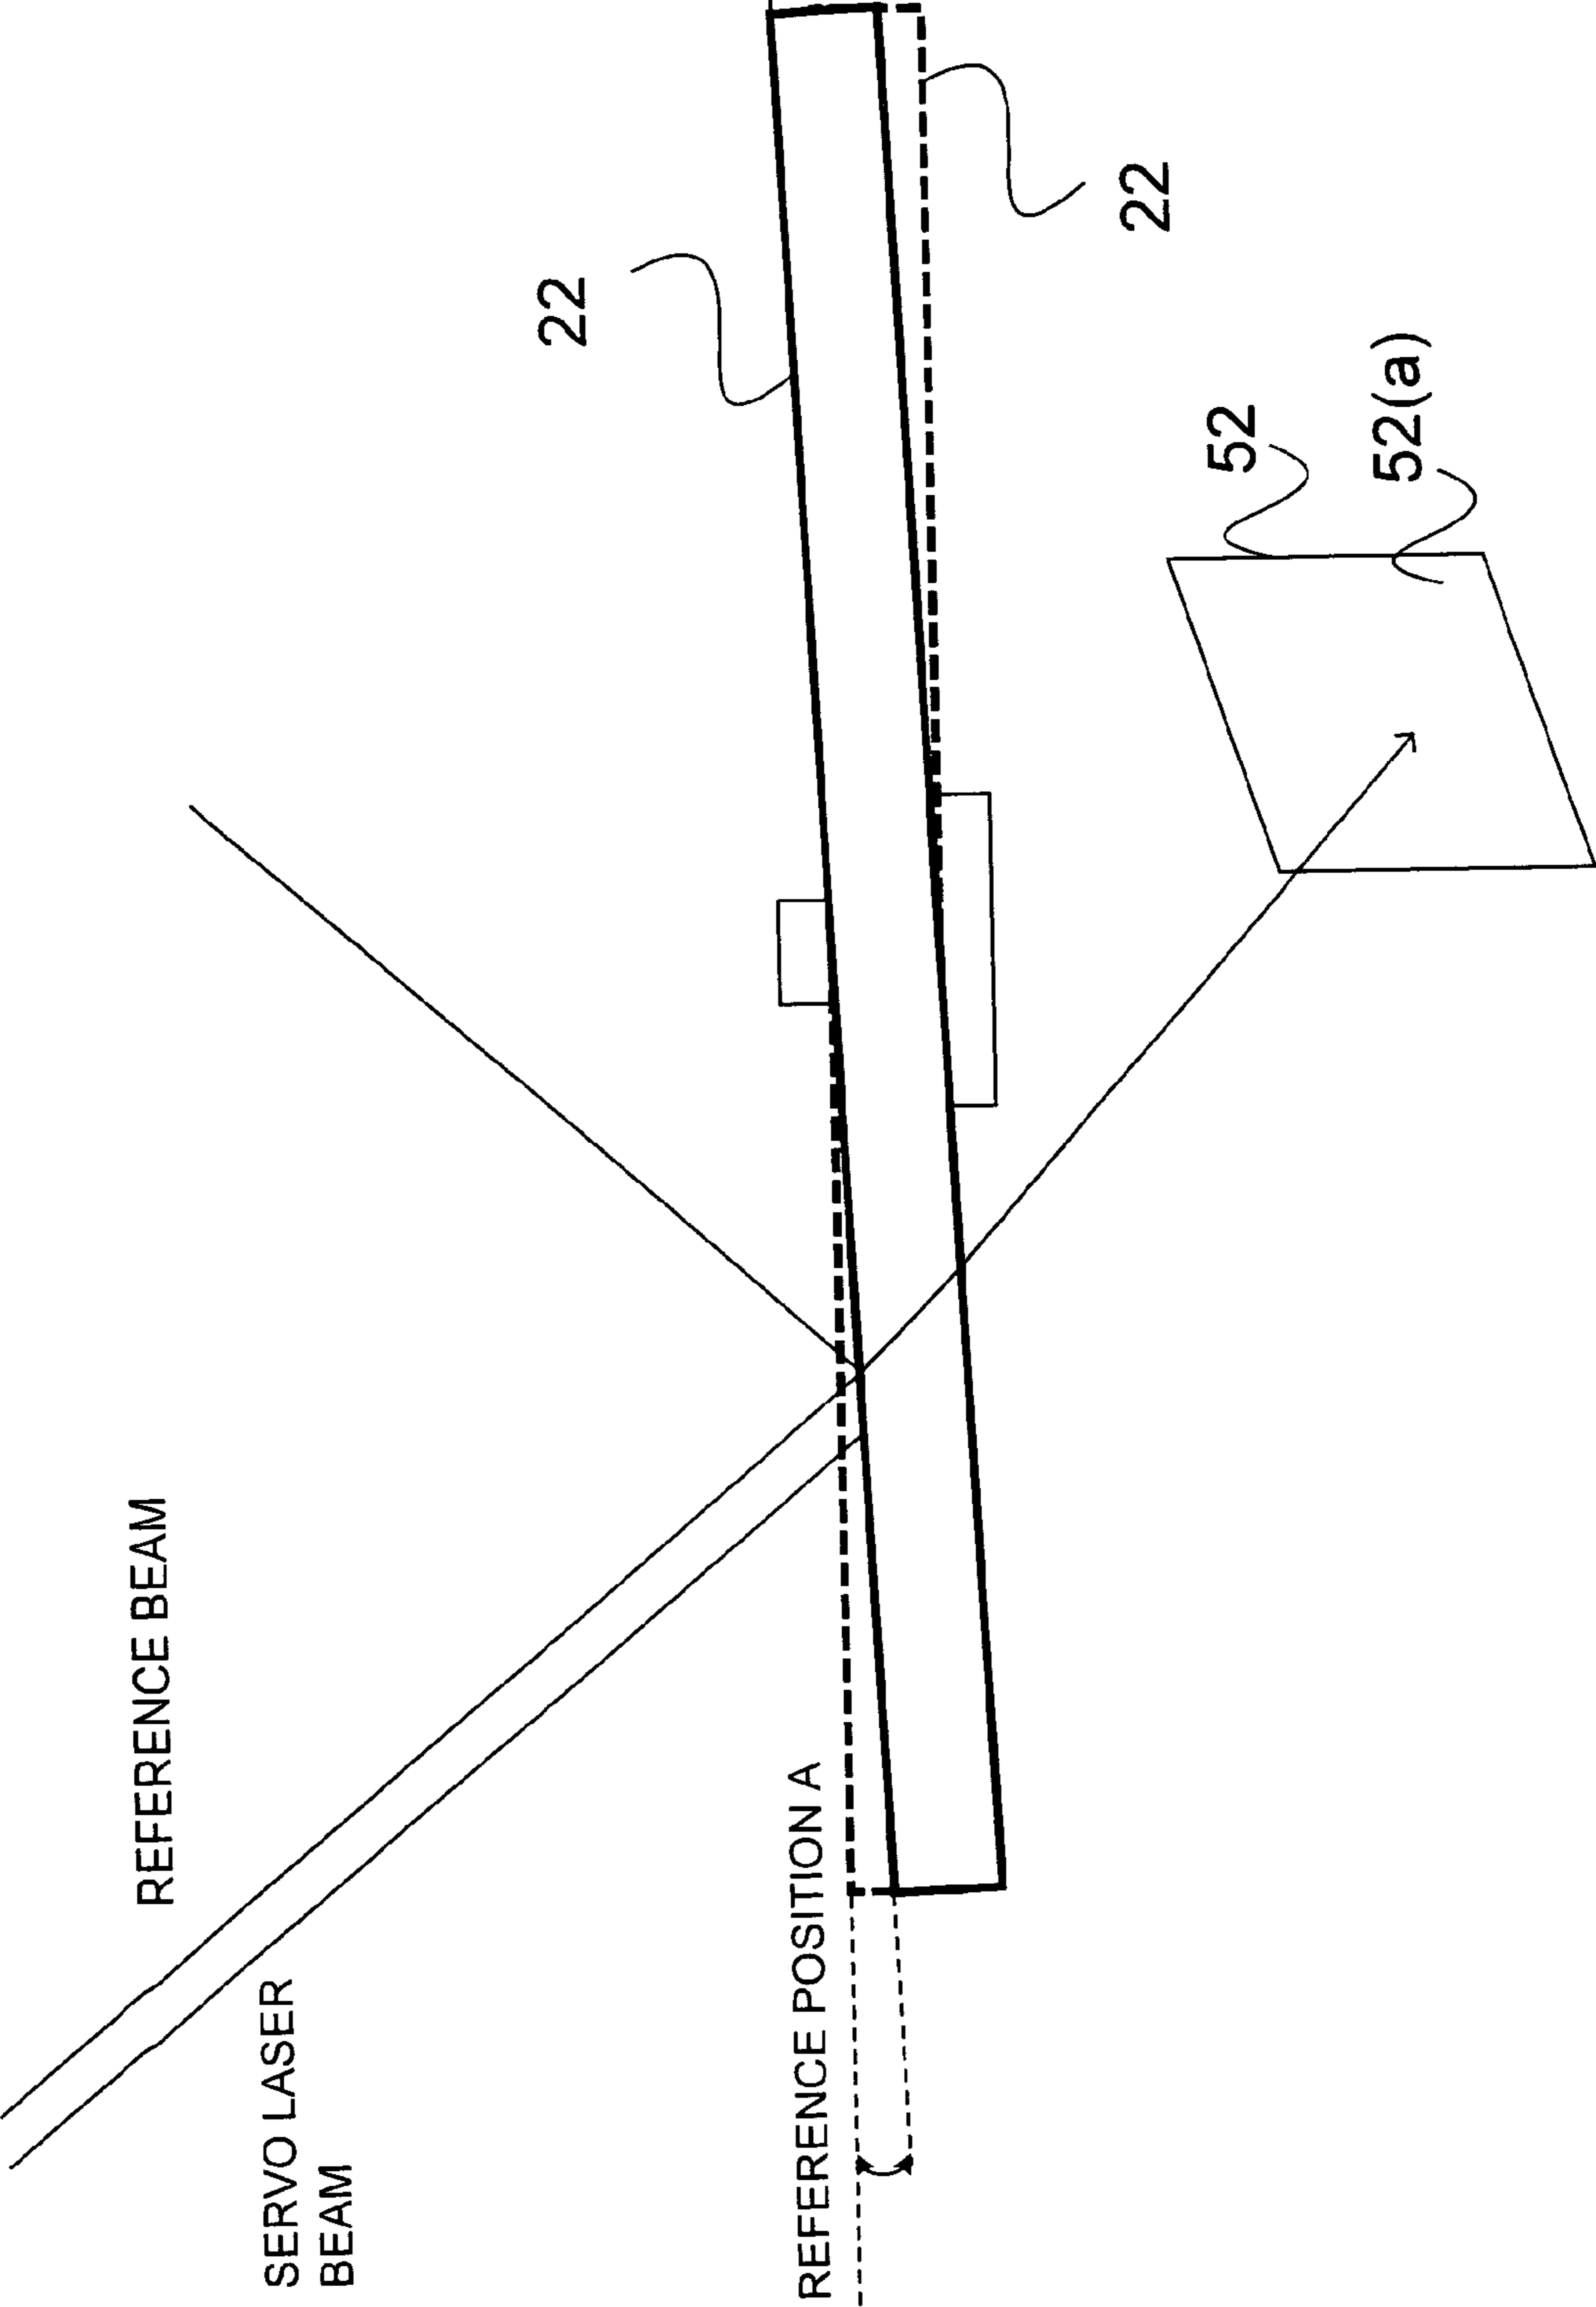 REFERENCE BEAM
SERVO LASER
BEAM
REFERENCE POSITION A
22
22
52
52(a)